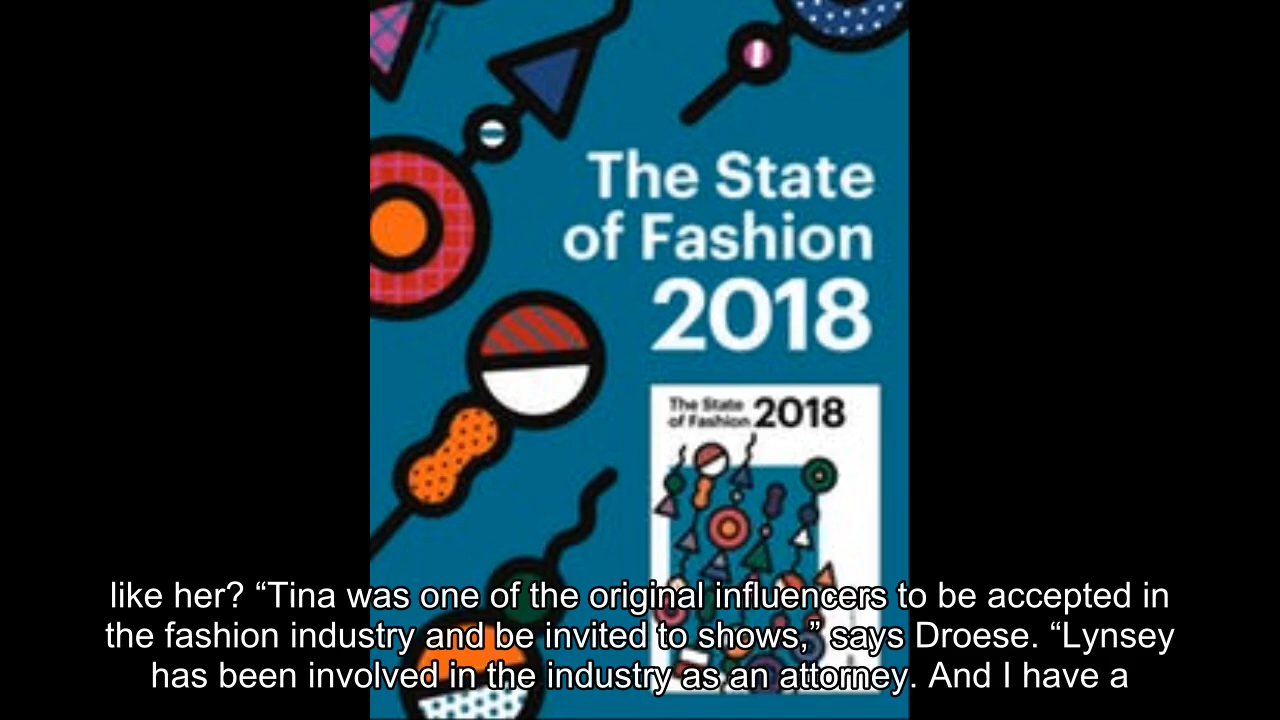 The State
of Fashion
2018
The State
of Fashion 2018
like her? “Tina was one of the original influencers to be accepted in
the fashion industry and be invited to shows,” says Droese. “Lynsey
has been involved in the industry as an attorney. And I have a